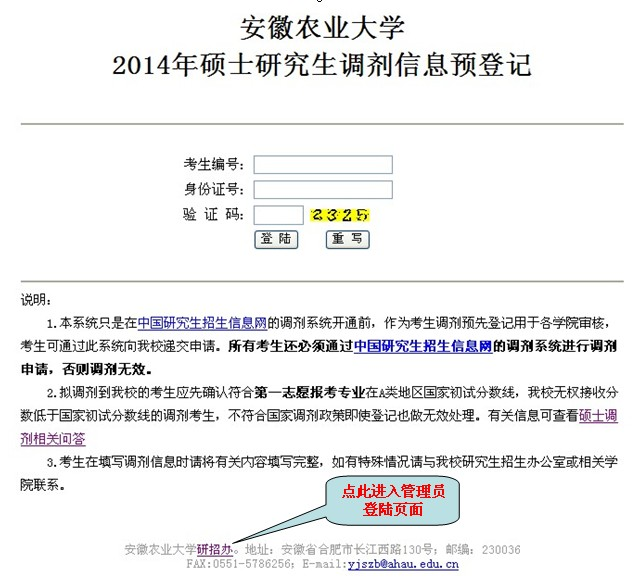 安徽农业大学
2014年硕士研究生调剂信息预登记
考生编号：
身份证号：
验 证 码： 2325
登 陆 重 写
说明：
1.本系统只是在中国研究生招生信息网的调剂系统开通前，作为考生调剂预先登记用于各学院审核，
考生可通过此系统向我校递交申请。所有考生还必须通过中国研究生招生信息网的调剂系统进行调剂
申请，否则调剂无效。
2.拟调剂到我校的考生应先确认符合第一志愿报考专业在A类地区国家初试分数线，我校无权接收分
数低于国家初试分数线的调剂考生，不符合国家调剂政策即使登记也做无效处理。有关信息可查看硕士调
剂相关问答
3.考生在填写调剂信息时请将有关内容填写完整，如有特殊情况请与我校研究生招生办公室或相关学
院联系。
点此进入管理员
登陆页面
安徽农业大学研招办。地址：安徽省合肥市长江西路130号；邮编：230036
FAX:0551-5786256；E-mail:yjszb@ahau.edu.cn